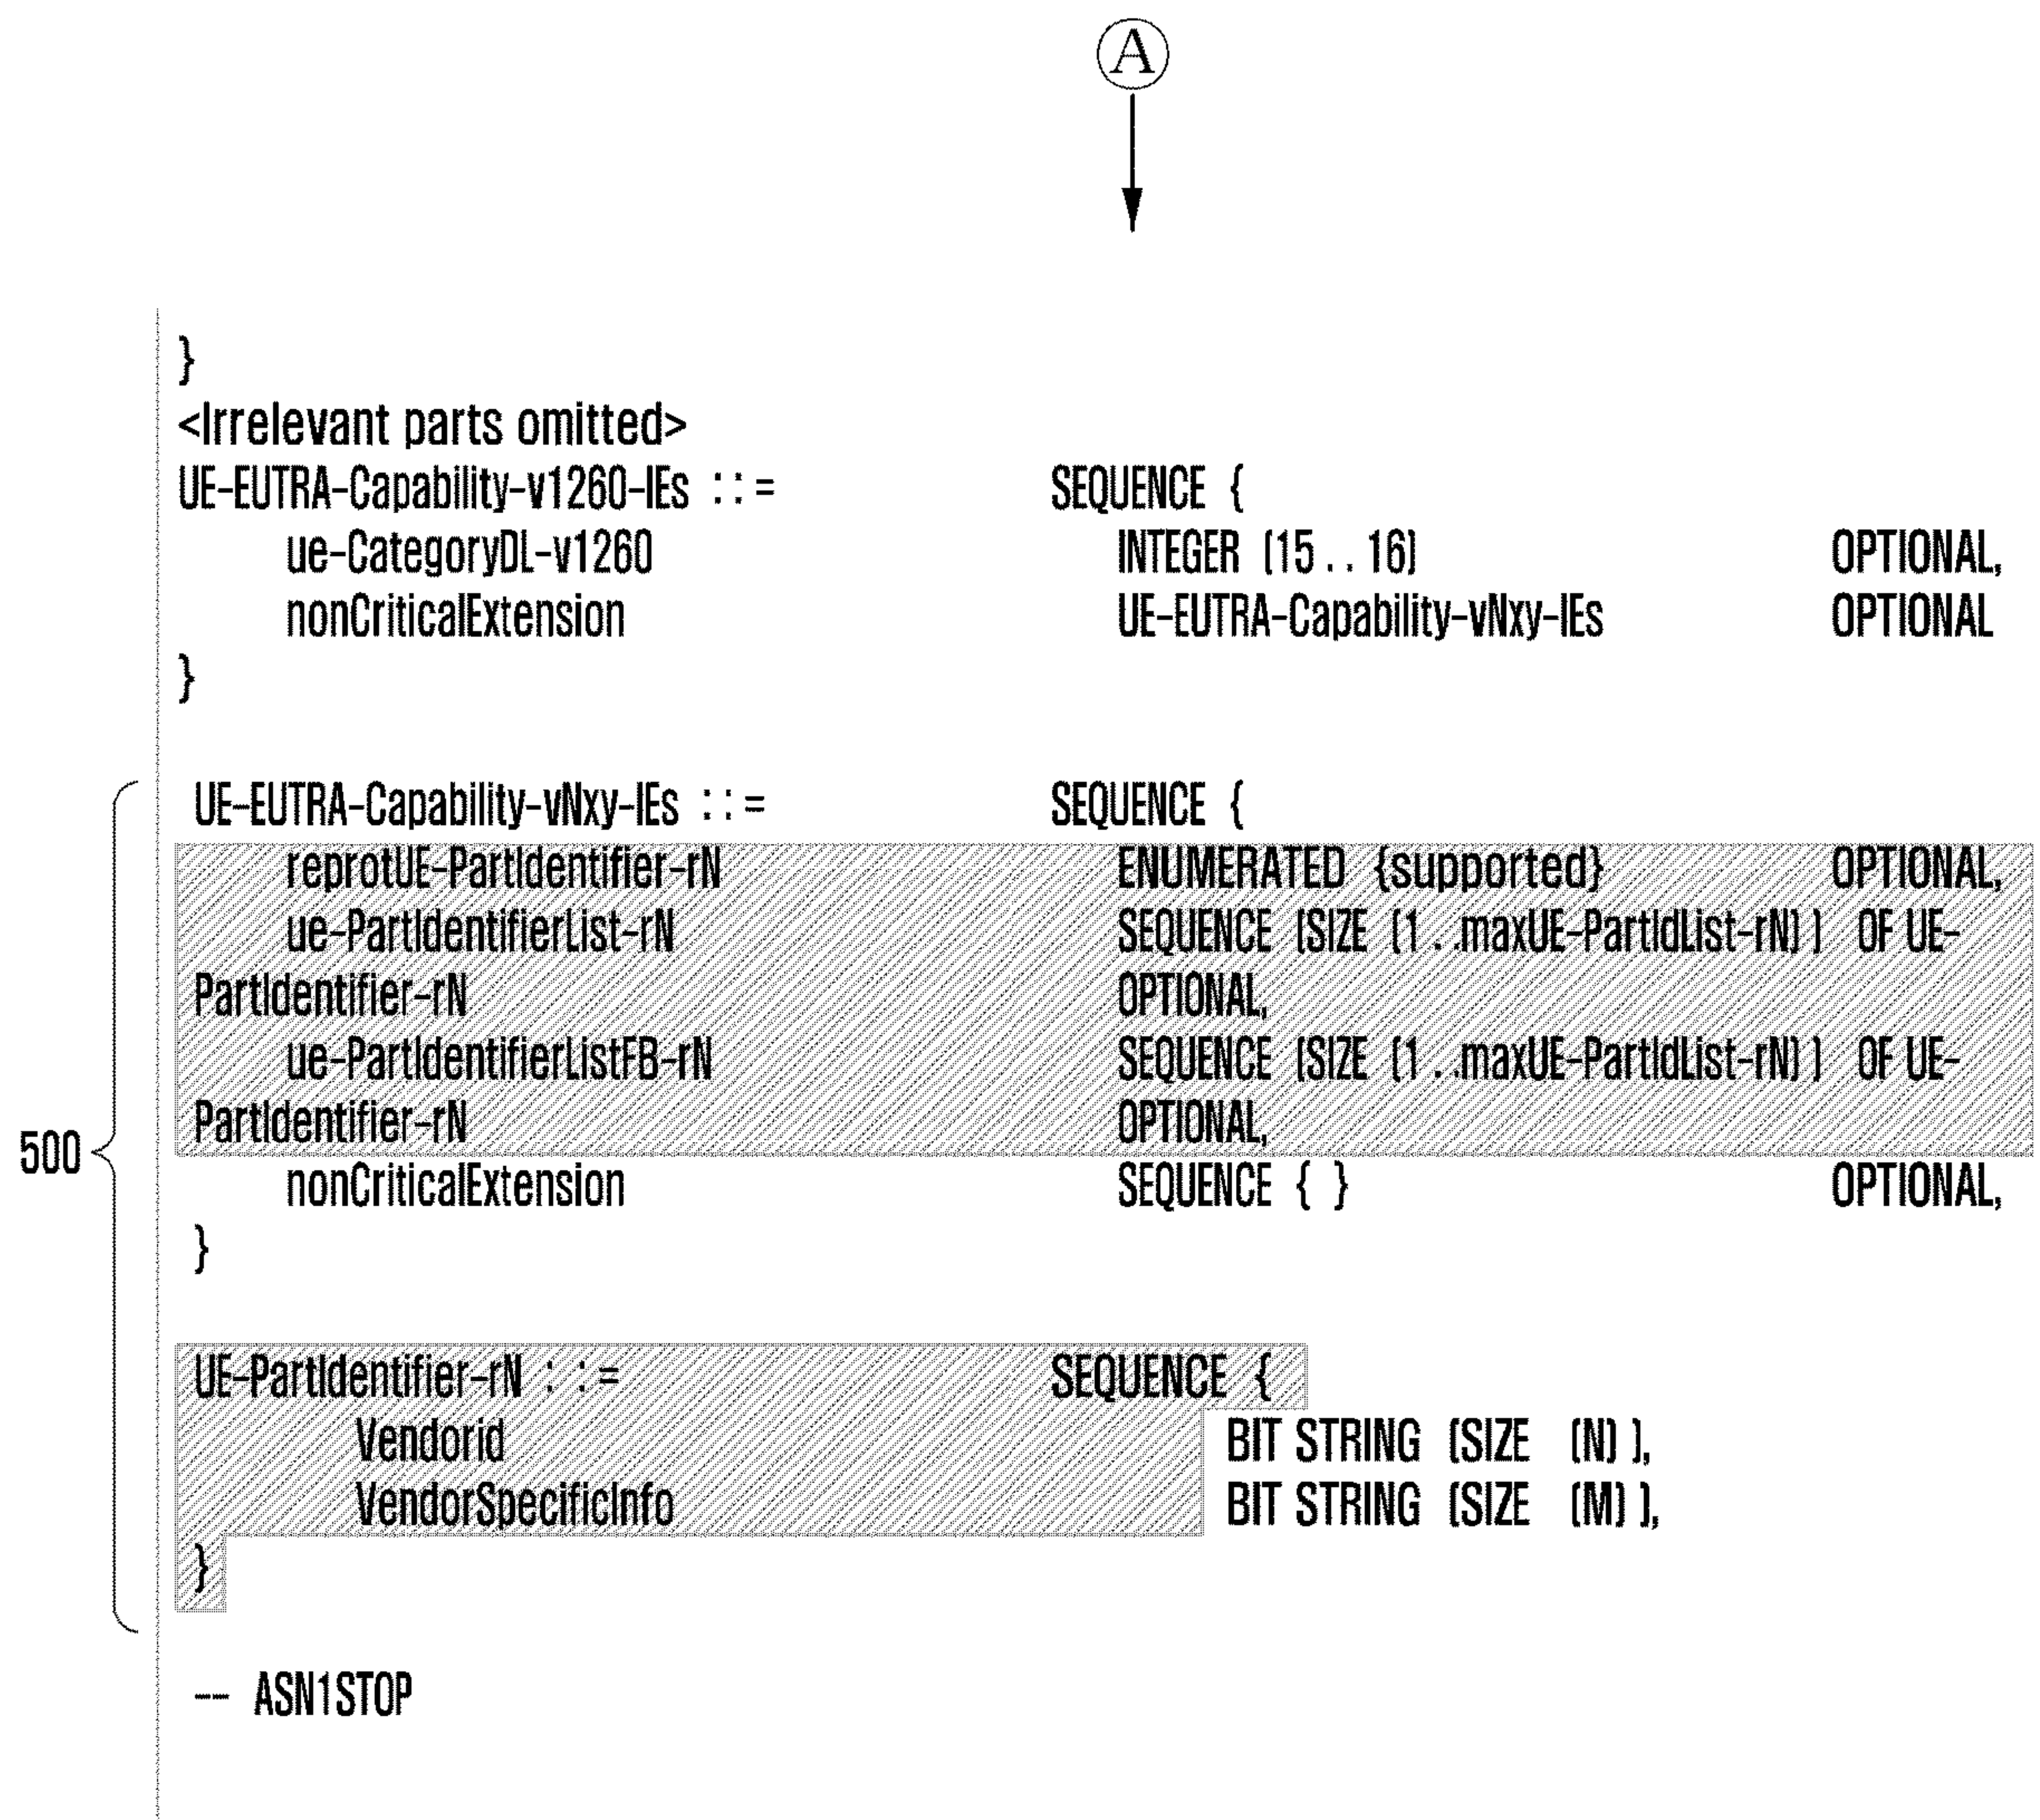 A
}
<Irrelevant parts omitted>
UE-EUTRA-Capability-v1260-IEs ::= SEQUENCE {
ue-CategoryDL-v1260 INTEGER (15..16) OPTIONAL,
nonCriticalExtension UE-EUTRA-Capability-vNxy-IEs OPTIONAL
}
UE-EUTRA-Capability-vNxy-IEs ::= SEQUENCE {
reprotUE-PartIdentifier-rN ENUMERATED {supported} OPTIONAL,
ue-PartIdentifierList-rN SEQUENCE (SIZE (1..maxUE-PartIdList-rN)) OF UE-
PartIdentifier-rN OPTIONAL,
ue-PartIdentifierListFB-rN SEQUENCE (SIZE (1..maxUE-PartIdList-rN)) OF UE-
PartIdentifier-rN OPTIONAL,
500
nonCriticalExtension SEQUENCE { } OPTIONAL,
}
UE-PartIdentifier-rN ::= SEQUENCE {
Vendorid BIT STRING (SIZE (N)),
VendorSpecificInfo BIT STRING (SIZE (M)),
}
-- ASN1STOP